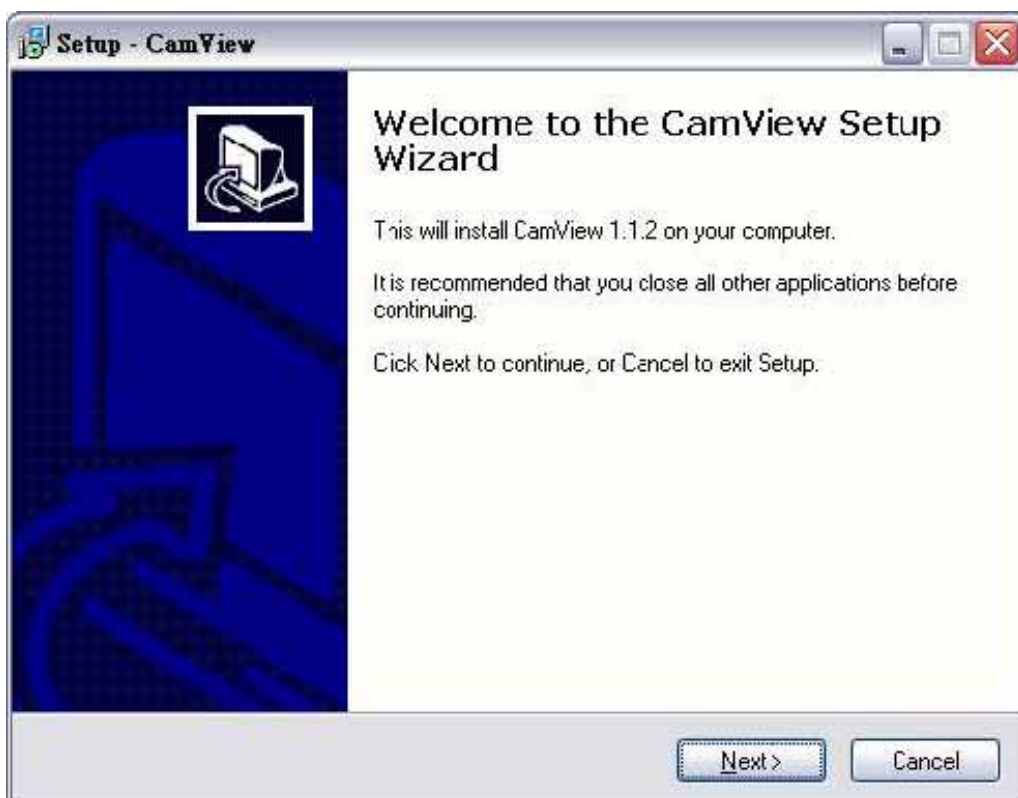 Setup - CamView
Welcome to the CamView Setup
Wizard
This will install CamView 1.1.2 on your computer.
It is recommended that you close all other applications before
continuing.
Click Next to continue, or Cancel to exit Setup.
Next >
Cancel